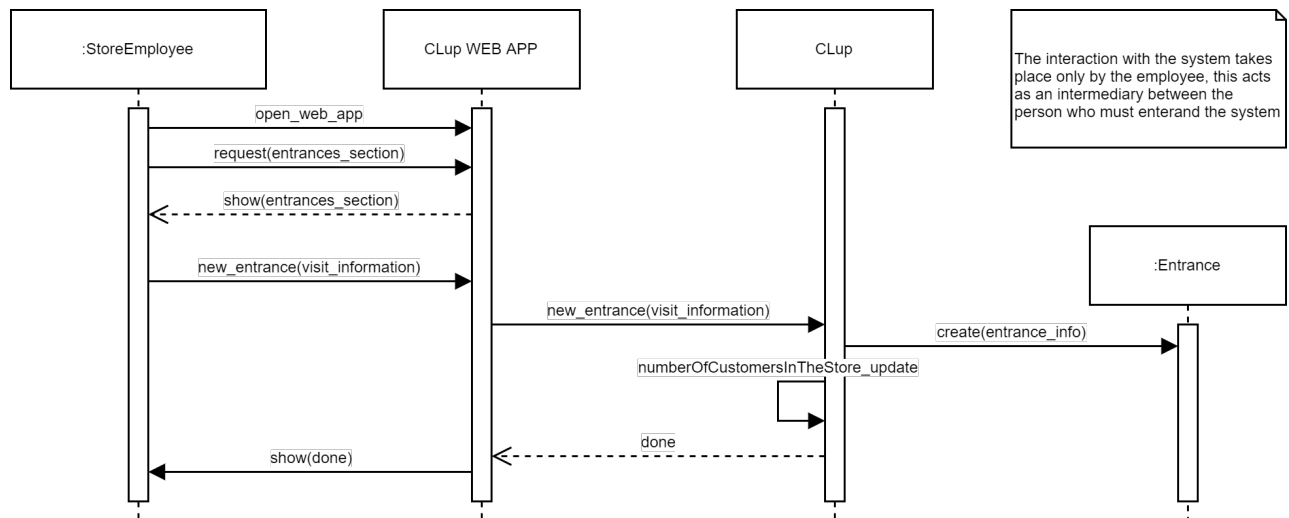 :StoreEmployee
CLup WEB APP
CLup
The interaction with the system takes
place only by the employee, this acts
as an intermediary between the
person who must enterand the system
open_web_app
request(entrances_section)
show(entrances_section)
:Entrance
new_entrance(visit_information)
new_entrance(visit_information)
create(entrance_info)
numberOfCustomersInTheStore_update
done
show(done)